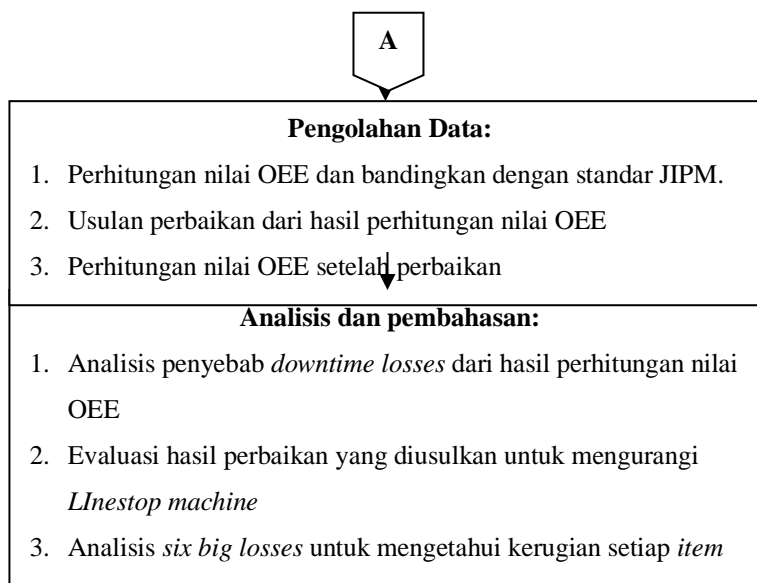 A
Pengolahan Data:
1. Perhitungan nilai OEE dan bandingkan dengan standar JIPM.
2. Usulan perbaikan dari hasil perhitungan nilai OEE
3. Perhitungan nilai OEE setelah perbaikan
Analisis dan pembahasan:
1. Analisis penyebab downtime losses dari hasil perhitungan nilai
OEE
2. Evaluasi hasil perbaikan yang diusulkan untuk mengurangi
LInestop machine
3. Analisis six big losses untuk mengetahui kerugian setiap item